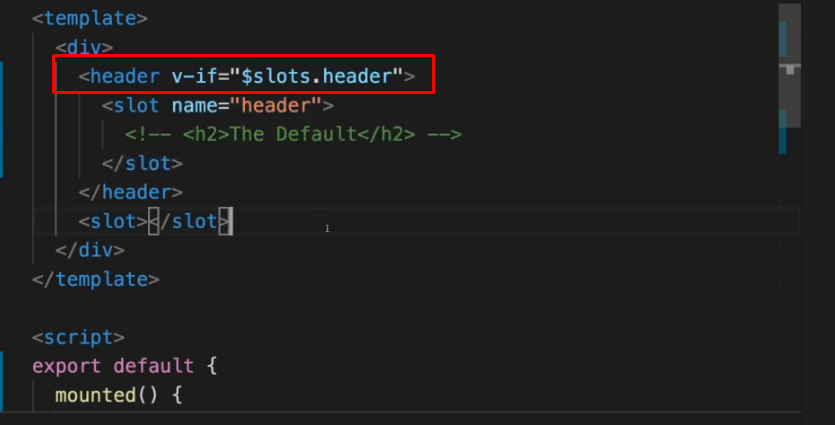 <template>
<div>
<header v-if="$slots.header">
<slot name="header">
<!-- <h2>The Default</h2> -->
</slot>
</header>
<slot></slot>
</div>
</template>
<script>
export default {
mounted() {